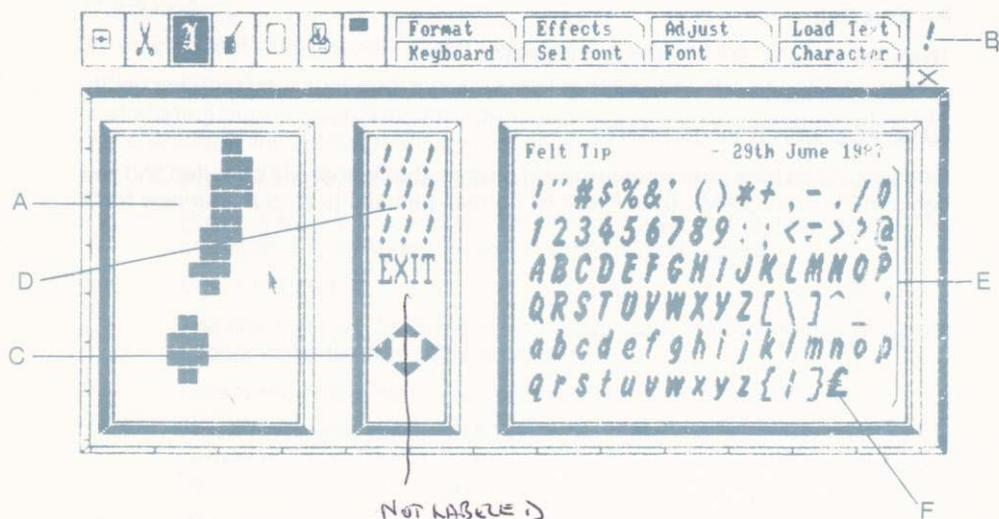 Format Effects Adjust Load Text
Keyboard Sel font Font Character
! B
Felt Tip - 29th June 198?
A
!!!
!!!
!!!
D
EXIT
C
!"#$%&'()*+,-./0
123456789:;<=>?@
ABCDEFGHIJKLMNOP
QRSTUVWXYZ[\]^_'
abcdefghijklmnop
qrstuvwxyz{|}£
E
F
NOT LABELED